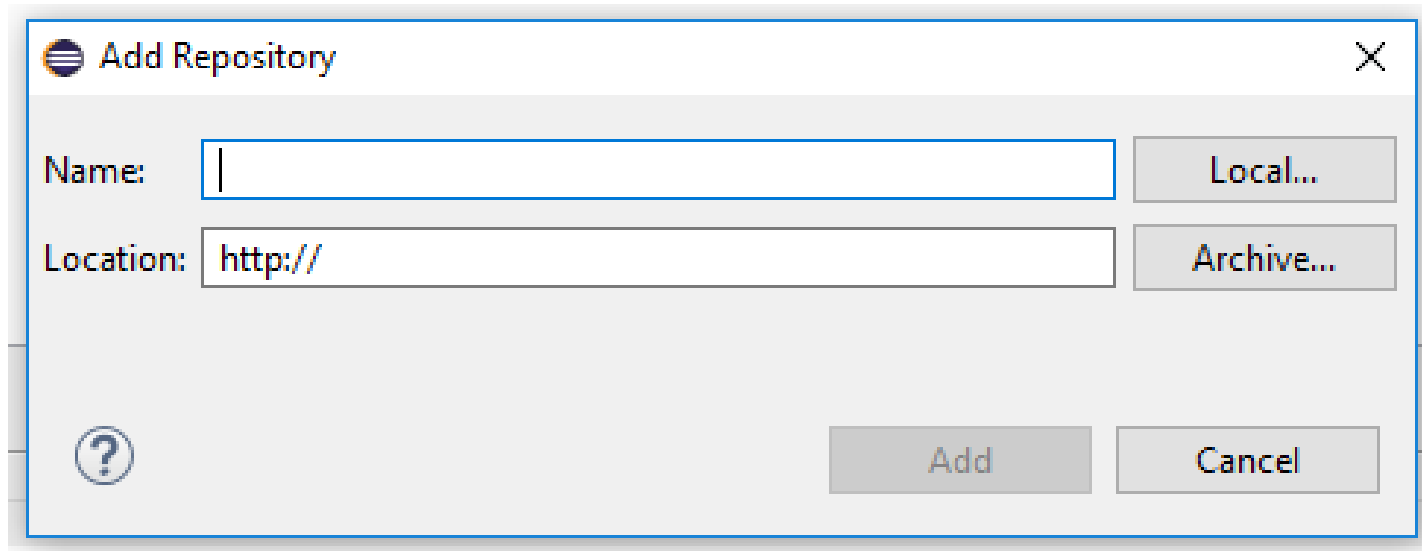 Add Repository
Name: Local...
Location: http:// Archive...
? Add Cancel